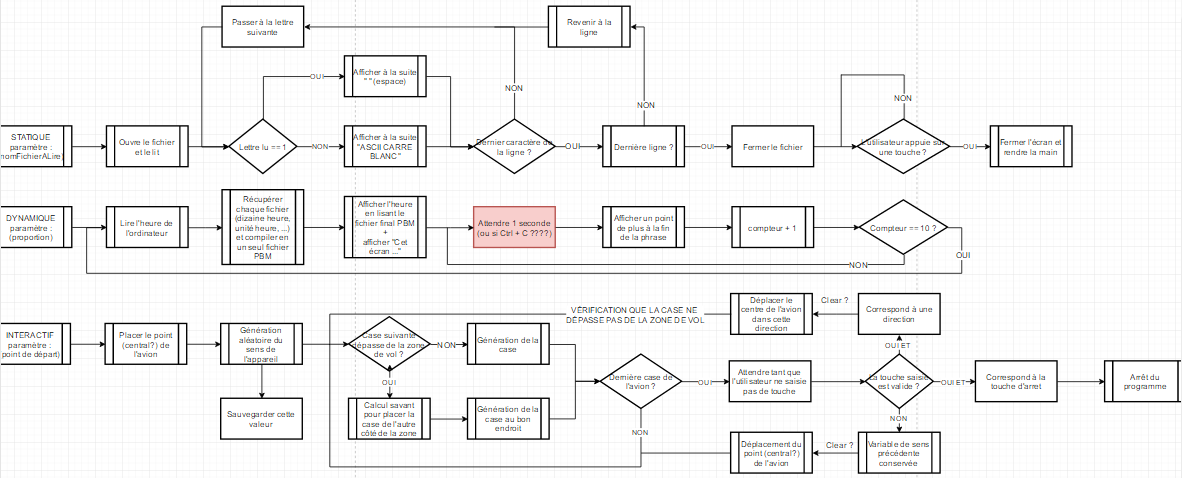 Passer à la lettre
suivante
Revenir à la
ligne
OUI
Afficher à la suite
" " (espace)
NON
NON
NON
STATIQUE
paramètre :
nomFichierALire)
Ouvre le fichier
et le lit
Lettre lu == 1
NON
Afficher à la suite
"ASCII CARRE
BLANC"
Dernier caractère de
la ligne ?
OUI
Dernière ligne ?
OUI
Fermer le fichier
L'utilisateur appuie sur
une touche ?
OUI
Fermer l'écran et
rendre la main
DYNAMIQUE
paramètre :
(proportion)
Lire l'heure de
l'ordinateur
Récupérer
chaque fichier
(dizaine heure,
unité heure, ...)
et compiler en
un seul fichier
PBM
Afficher l'heure
en lisant le
fichier final PBM
+
afficher "Cet
écran ..."
Attendre 1 seconde
(ou si Ctrl + C ????)
Afficher un point
de plus à la fin
de la phrase
compteur + 1
Compteur == 10 ?
OUI
NON
INTERACTIF
paramètre :
point de départ)
Placer le point
(central?) de
l'avion
Génération
aléatoire du
sens de
l'appareil
Sauvegarder cette
valeur
VÉRIFICATION QUE LA CASE NE
DÉPASSE PAS DE LA ZONE DE VOL
Case suivante
dépasse de la zone
de vol ?
NON
Génération de la
case
OUI
Calcul savant
pour placer la
case de l'autre
côté de la zone
Génération de la
case au bon
endroit
Dernière case de
l'avion ?
OUI
NON
Déplacer le
centre de l'avion
dans cette
direction
Clear ?
Correspond à une
direction
OUI ET
Attendre tant que
l'utilisateur ne saisie
pas de touche
La touche saisie
est valide ?
OUI ET
Correspond à la
touche d'arret
Arrêt du
programme
NON
Déplacement du
point (central?)
de l'avion
Clear ?
Variable de sens
précédente
conservée